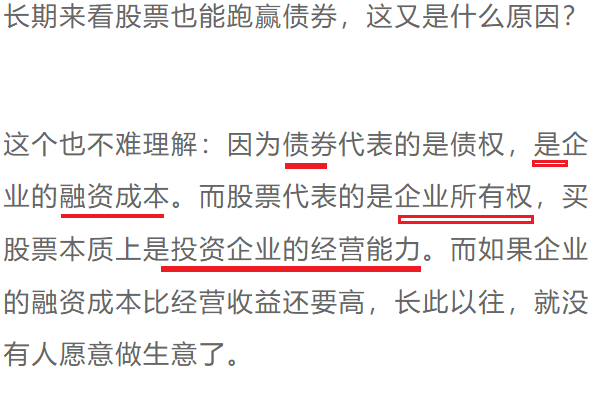 长期来看股票也能跑赢债券，这又是什么原因？
这个也不难理解：因为债券代表的是债权，是企
业的融资成本。而股票代表的是企业所有权，买
股票本质上是投资企业的经营能力。而如果企业
的融资成本比经营收益还要高，长此以往，就没
有人愿意做生意了。